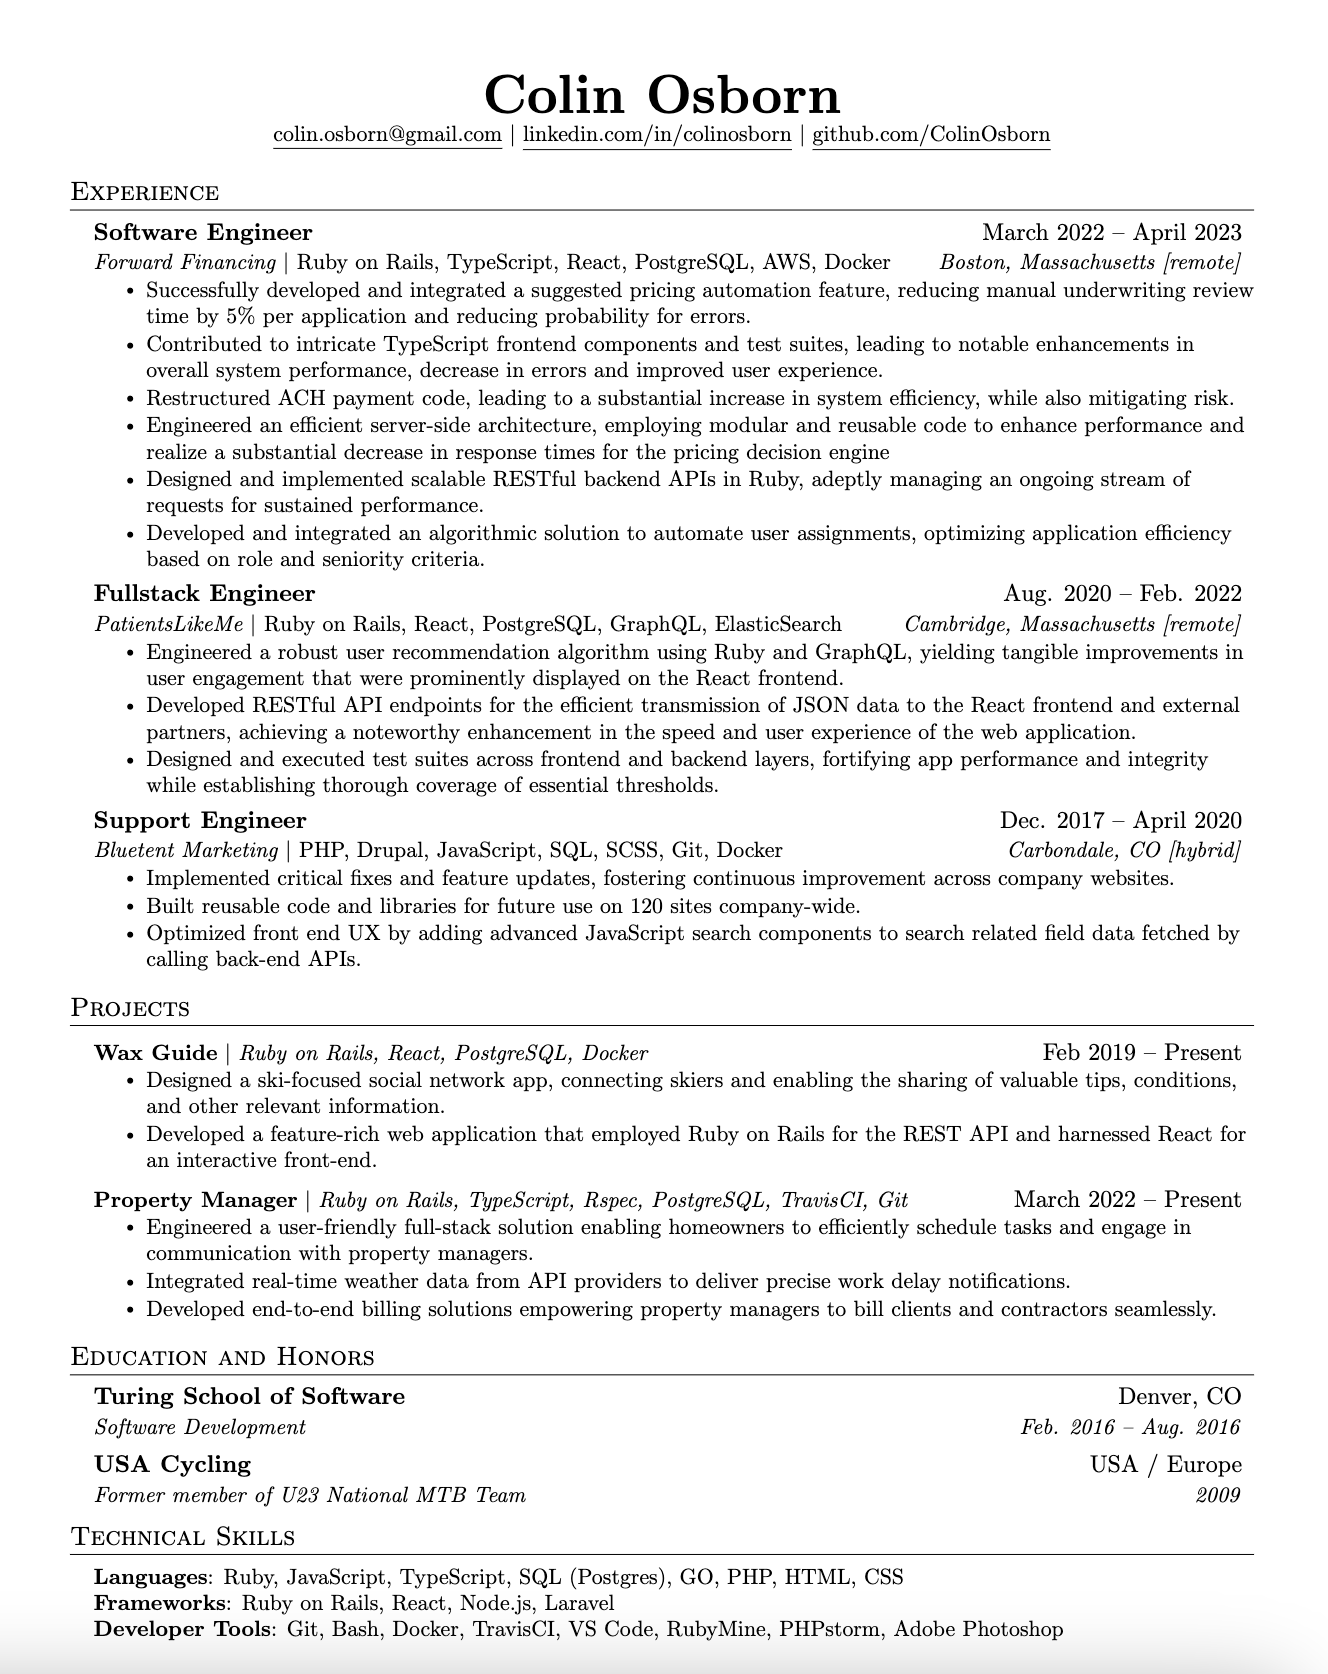 Colin Osborn
colin.osborn@gmail.com | linkedin.com/in/colinosborn | github.com/ColinOsborn
Experience
Software Engineer March 2022 – April 2023
Forward Financing | Ruby on Rails, TypeScript, React, PostgreSQL, AWS, Docker Boston, Massachusetts [remote]
• Successfully developed and integrated a suggested pricing automation feature, reducing manual underwriting review
time by 5% per application and reducing probability for errors.
• Contributed to intricate TypeScript frontend components and test suites, leading to notable enhancements in
overall system performance, decrease in errors and improved user experience.
• Restructured ACH payment code, leading to a substantial increase in system efficiency, while also mitigating risk.
• Engineered an efficient server-side architecture, employing modular and reusable code to enhance performance and
realize a substantial decrease in response times for the pricing decision engine
• Designed and implemented scalable RESTful backend APIs in Ruby, adeptly managing an ongoing stream of
requests for sustained performance.
• Developed and integrated an algorithmic solution to automate user assignments, optimizing application efficiency
based on role and seniority criteria.
Fullstack Engineer Aug. 2020 – Feb. 2022
PatientsLikeMe | Ruby on Rails, React, PostgreSQL, GraphQL, ElasticSearch Cambridge, Massachusetts [remote]
• Engineered a robust user recommendation algorithm using Ruby and GraphQL, yielding tangible improvements in
user engagement that were prominently displayed on the React frontend.
• Developed RESTful API endpoints for the efficient transmission of JSON data to the React frontend and external
partners, achieving a noteworthy enhancement in the speed and user experience of the web application.
• Designed and executed test suites across frontend and backend layers, fortifying app performance and integrity
while establishing thorough coverage of essential thresholds.
Support Engineer Dec. 2017 – April 2020
Bluetent Marketing | PHP, Drupal, JavaScript, SQL, SCSS, Git, Docker Carbondale, CO [hybrid]
• Implemented critical fixes and feature updates, fostering continuous improvement across company websites.
• Built reusable code and libraries for future use on 120 sites company-wide.
• Optimized front end UX by adding advanced JavaScript search components to search related field data fetched by
calling back-end APIs.
Projects
Wax Guide | Ruby on Rails, React, PostgreSQL, Docker Feb 2019 – Present
• Designed a ski-focused social network app, connecting skiers and enabling the sharing of valuable tips, conditions,
and other relevant information.
• Developed a feature-rich web application that employed Ruby on Rails for the REST API and harnessed React for
an interactive front-end.
Property Manager | Ruby on Rails, TypeScript, Rspec, PostgreSQL, TravisCI, Git March 2022 – Present
• Engineered a user-friendly full-stack solution enabling homeowners to efficiently schedule tasks and engage in
communication with property managers.
• Integrated real-time weather data from API providers to deliver precise work delay notifications.
• Developed end-to-end billing solutions empowering property managers to bill clients and contractors seamlessly.
Education and Honors
Turing School of Software Denver, CO
Software Development Feb. 2016 – Aug. 2016
USA Cycling USA / Europe
Former member of U23 National MTB Team 2009
Technical Skills
Languages: Ruby, JavaScript, TypeScript, SQL (Postgres), GO, PHP, HTML, CSS
Frameworks: Ruby on Rails, React, Node.js, Laravel
Developer Tools: Git, Bash, Docker, TravisCI, VS Code, RubyMine, PHPstorm, Adobe Photoshop